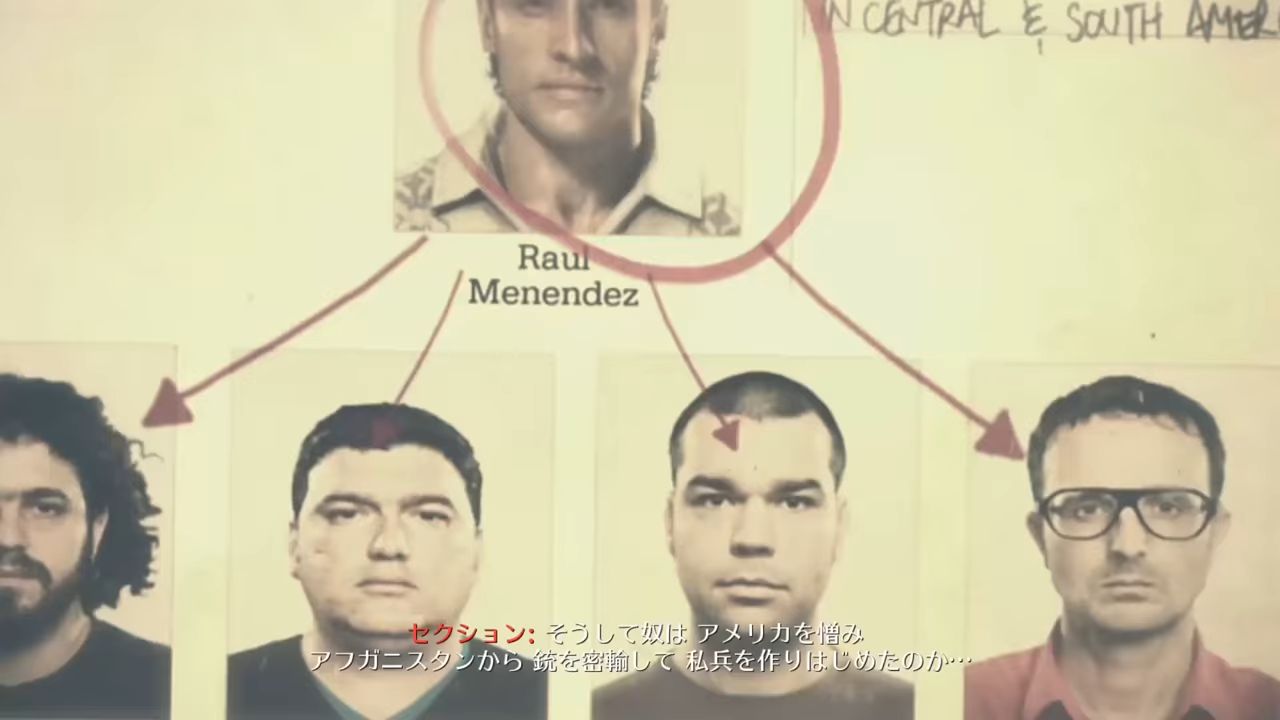 N CENTRAL & SOUTH AMER
Raul
Menendez
セクション: そうして奴は アメリカを憎み
アフガニスタンから 銃を密輸して 私兵を作りはじめたのか…